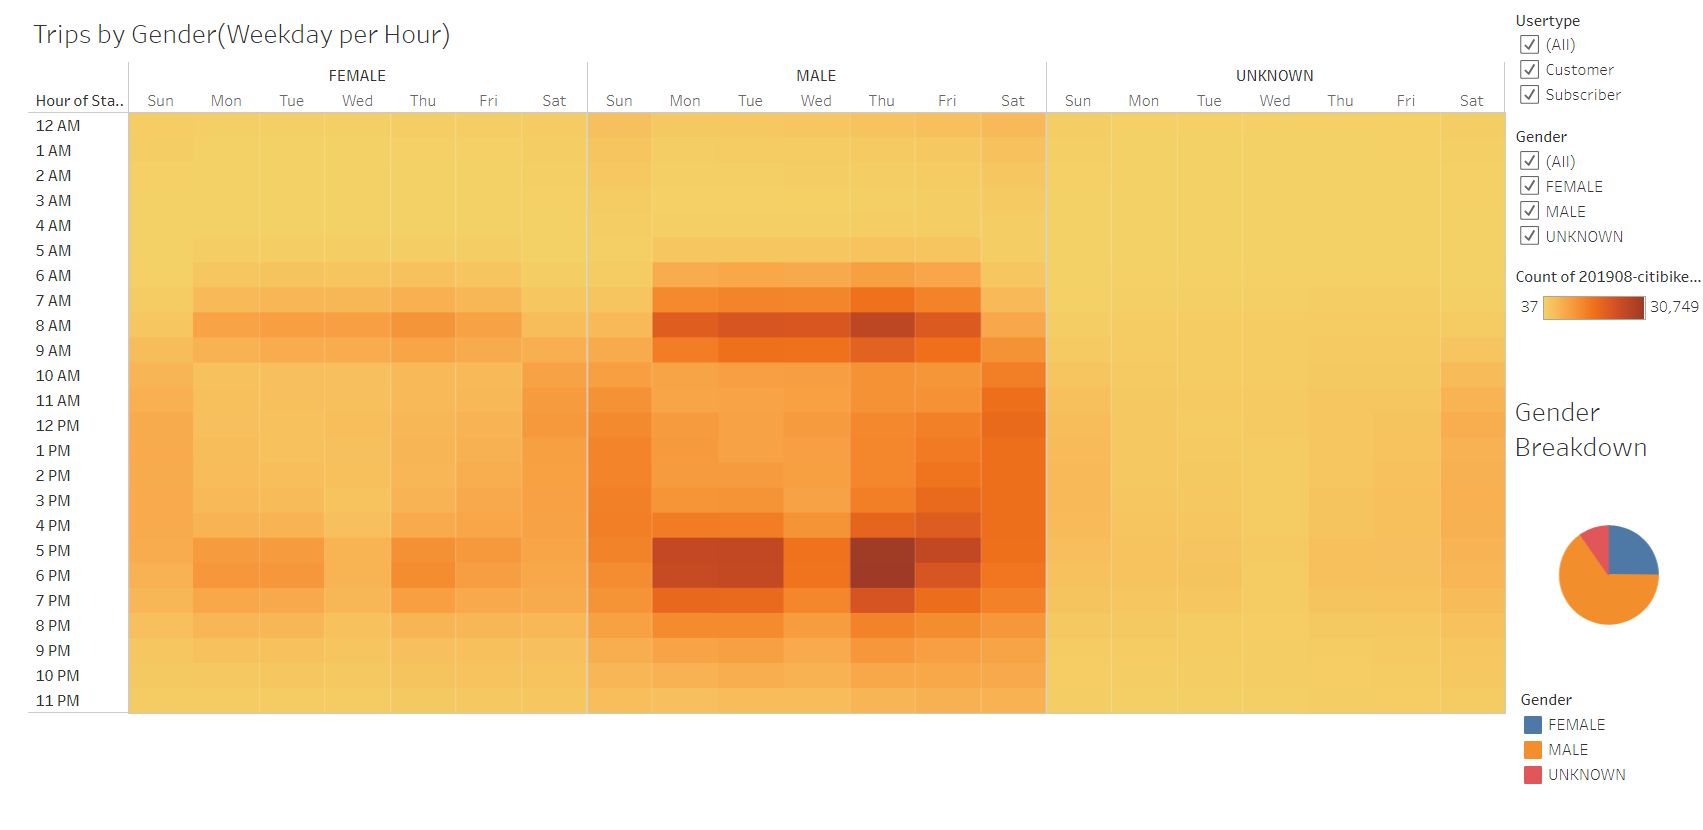 Trips by Gender(Weekday per Hour)
FEMALE MALE UNKNOWN
Hour of Sta.. Sun Mon Tue Wed Thu Fri Sat Sun Mon Tue Wed Thu Fri Sat Sun Mon Tue Wed Thu Fri Sat
12 AM
1 AM
2 AM
3 AM
4 AM
5 AM
6 AM
7 AM
8 AM
9 AM
10 AM
11 AM
12 PM
1 PM
2 PM
3 PM
4 PM
5 PM
6 PM
7 PM
8 PM
9 PM
10 PM
11 PM
Usertype
(All)
Customer
Subscriber
Gender
(All)
FEMALE
MALE
UNKNOWN
Count of 201908-citibike...
37 30,749
Gender
Breakdown
Gender
FEMALE
MALE
UNKNOWN